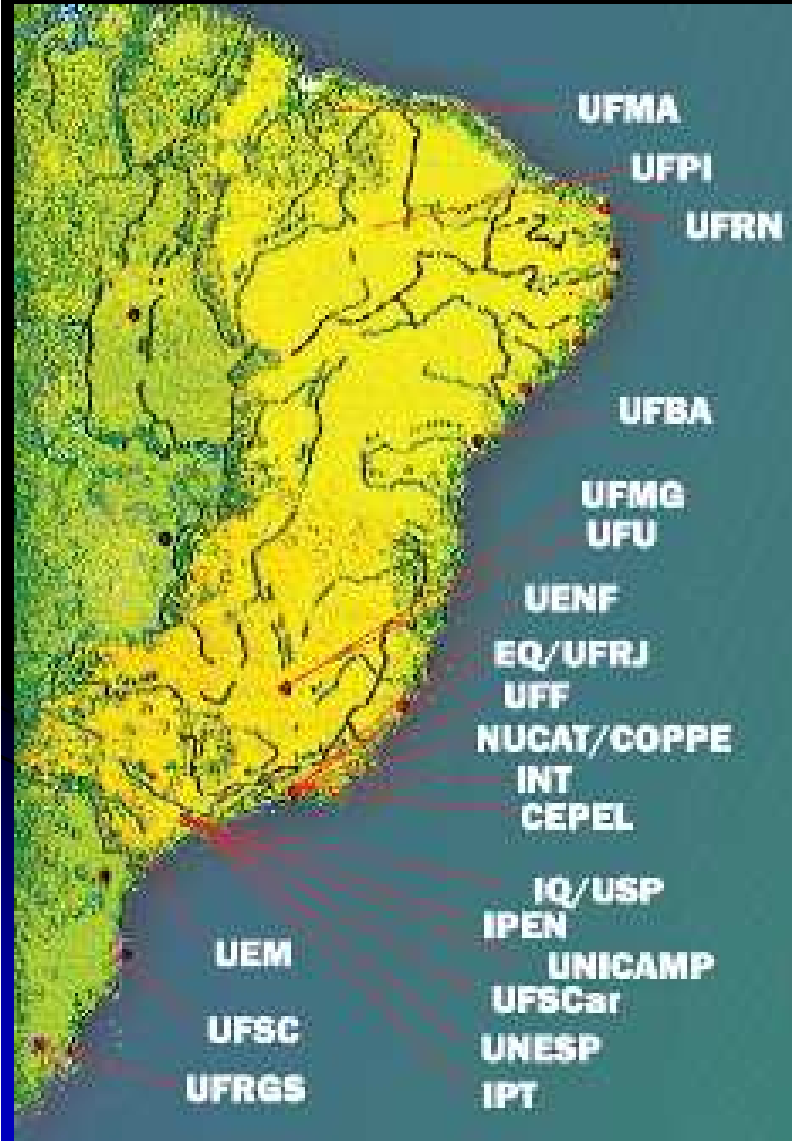 UFMA
UFPI
UFRN
UFBA
UFMG
UFU
UENF
EQ/UFRJ
UFF
NUCAT/COPPE
INT
CEPEL
IQ/USP
IPEN
UEM
UNICAMP
UFSCar
UFSC
UNESP
UFRGS
IPT